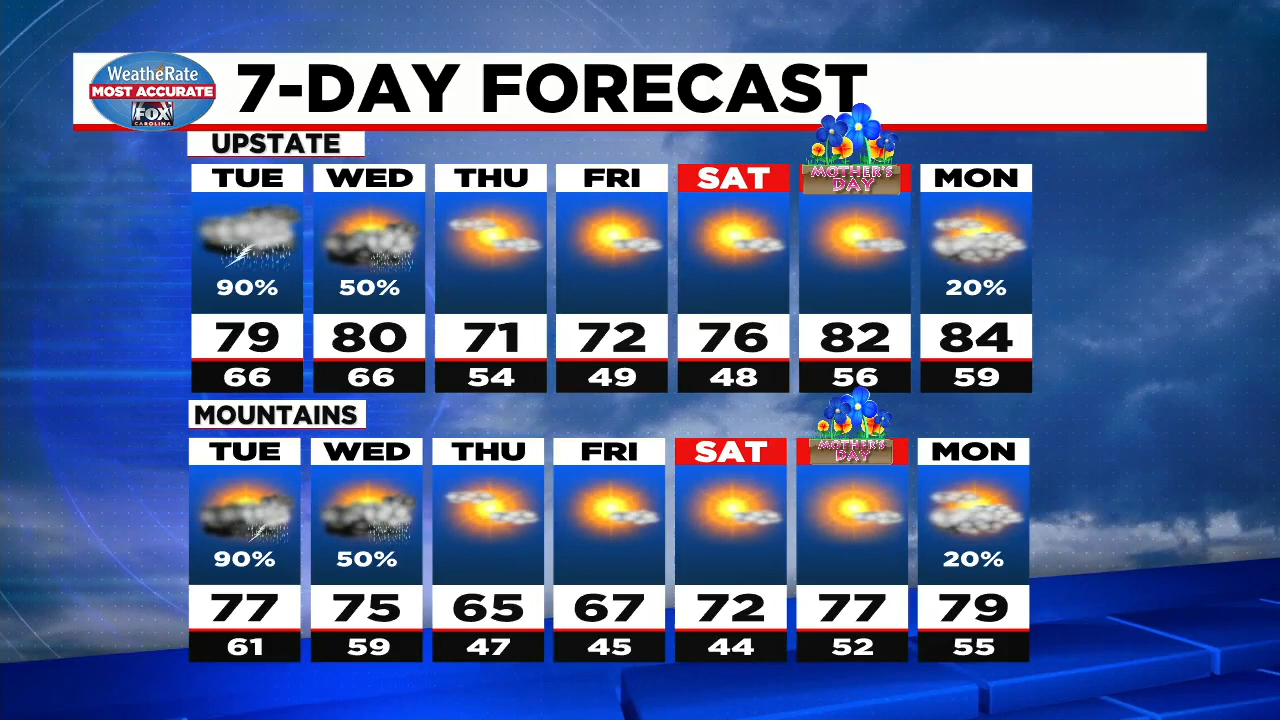 WeatheRate
MOST ACCURATE
FOX
CAROLINA
7-DAY FORECAST
UPSTATE
TUE WED THU FRI SAT MOTHER'S DAY MON
90% 50% 20%
79 80 71 72 76 82 84
66 66 54 49 48 56 59
MOUNTAINS
TUE WED THU FRI SAT MOTHER'S DAY MON
90% 50% 20%
77 75 65 67 72 77 79
61 59 47 45 44 52 55